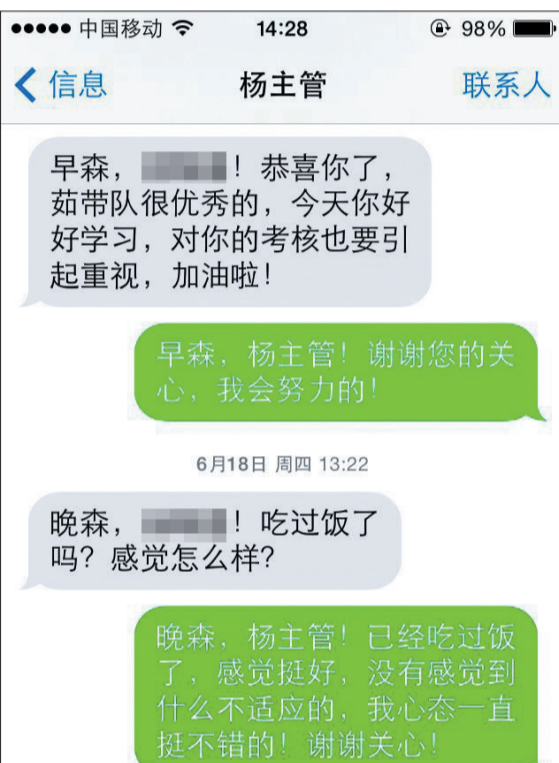 中国移动 14:28 98%
信息 杨主管 联系人
早森，！恭喜你了，
茹带队很优秀的，今天你好
好学习，对你的考核也要引
起重视，加油啦！
早森，杨主管！谢谢您的关
心，我会努力的！
6月18日 周四 13:22
晚森，！吃过饭了
吗？感觉怎么样？
晚森，杨主管！已经吃过饭
了，感觉挺好，没有感觉到
什么不适应的，我心态一直
挺不错的！谢谢关心！